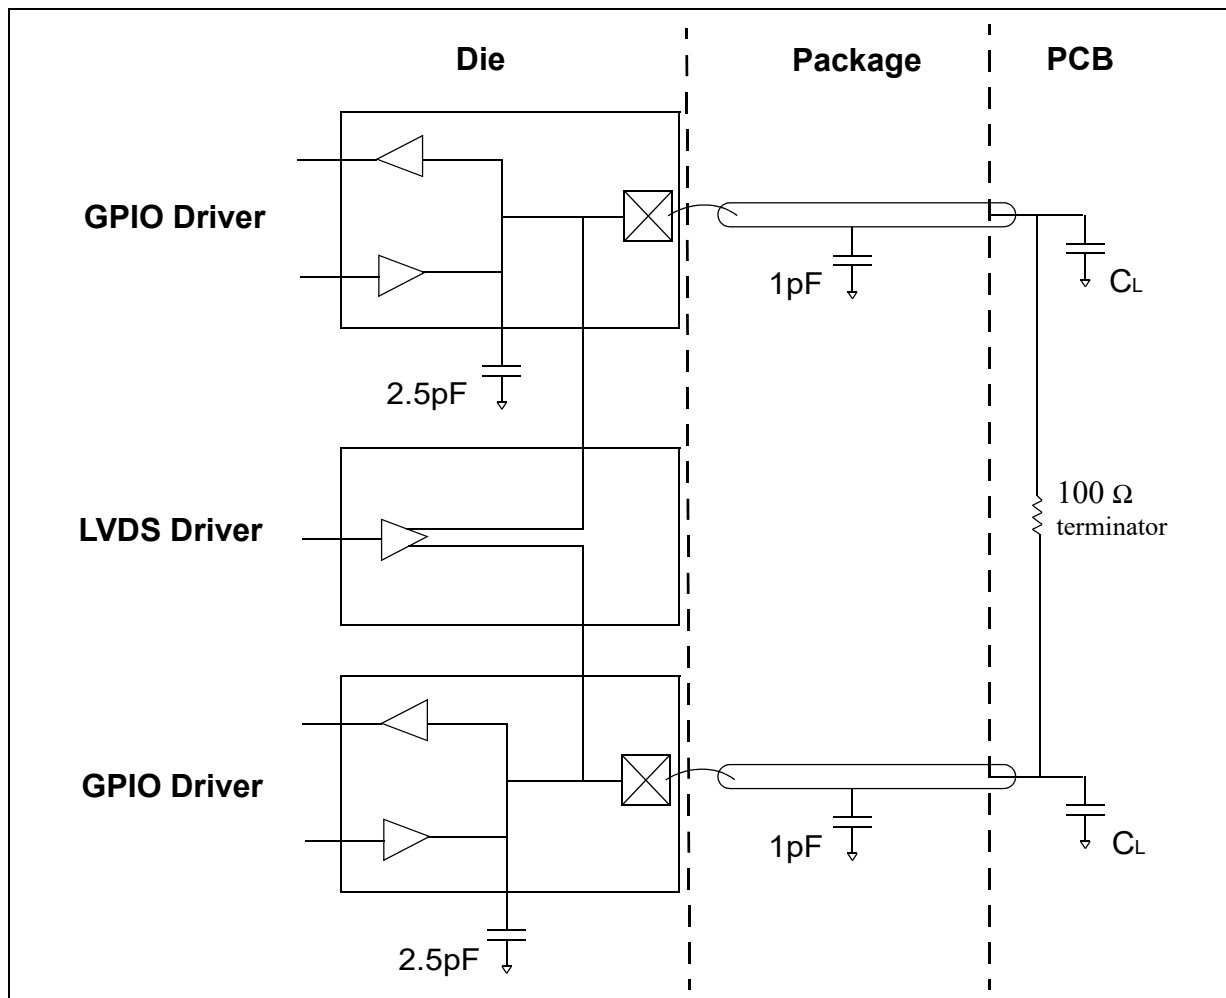 Die
Package
PCB
GPIO Driver
1pF
CL
2.5pF
LVDS Driver
100 Ω
terminator
GPIO Driver
1pF
CL
2.5pF